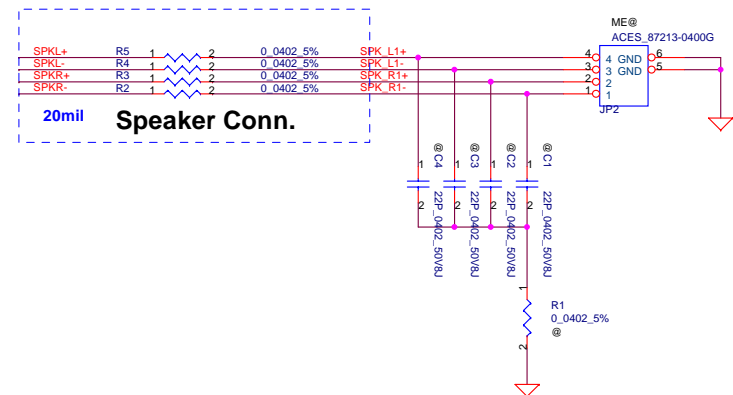 ME@
ACES_87213-0400G
SPKL+ R5 1 2 0_0402_5% SPK_L1+ 4 4 GND 6
SPKL- R4 1 2 0_0402_5% SPK_L1- 3 3 GND 5
SPKR+ R3 1 2 0_0402_5% SPK_R1+ 2 2
SPKR- R2 1 2 0_0402_5% SPK_R1- 1 1
JP2
20mil Speaker Conn.
@C4 1 2 22P_0402_50V8J
@C3 1 2 22P_0402_50V8J
@C2 1 2 22P_0402_50V8J
@C1 1 2 22P_0402_50V8J
1
R1
0_0402_5%
@
2